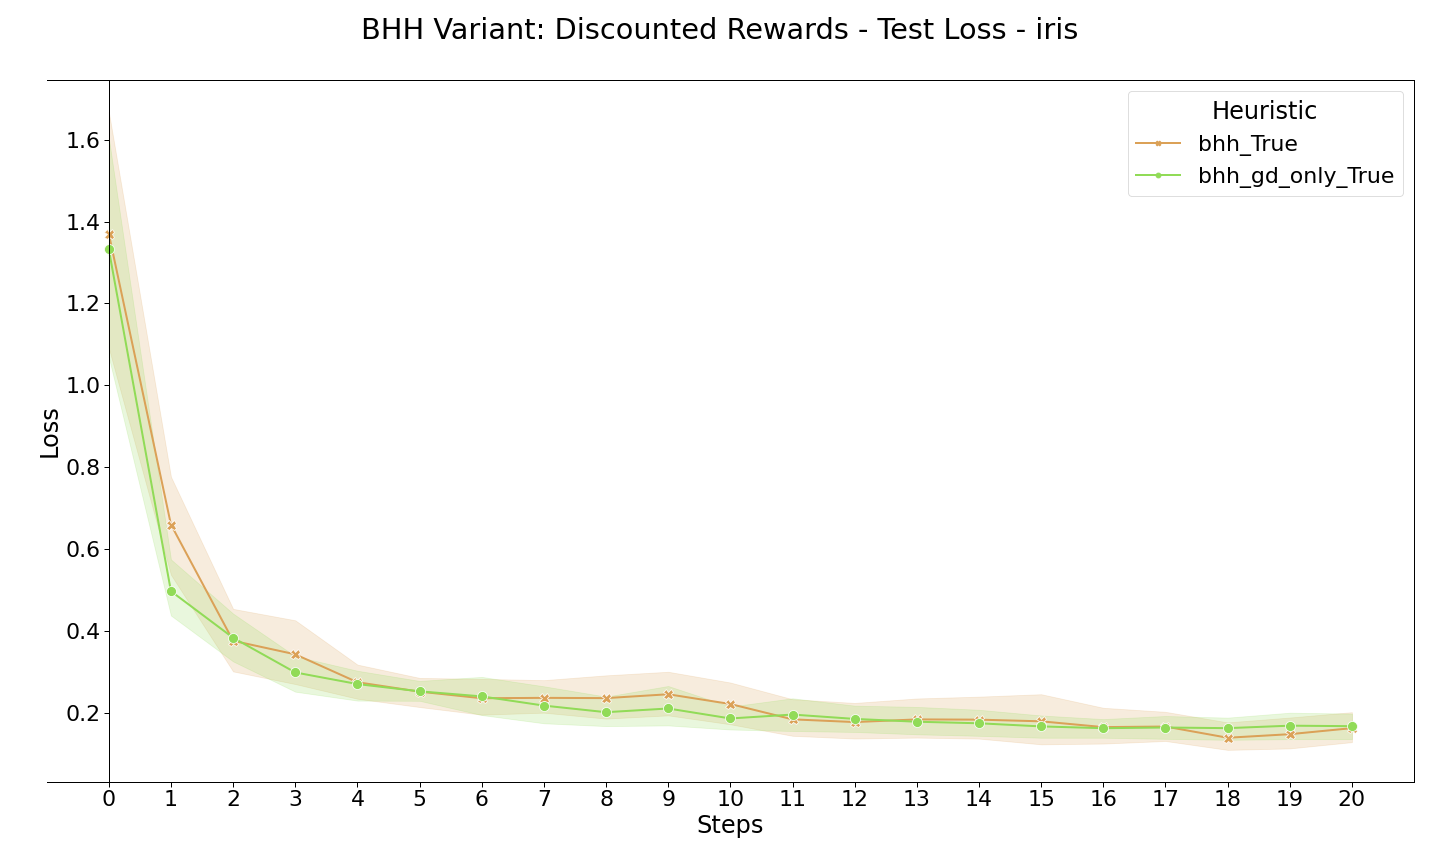 BHH Variant: Discounted Rewards - Test Loss - iris
Heuristic
bhh_True
bhh_gd_only_True
Loss
1.6
1.4
1.2
1.0
0.8
0.6
0.4
0.2
0 1 2 3 4 5 6 7 8 9 10 11 12 13 14 15 16 17 18 19 20
Steps